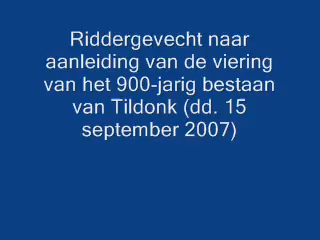 Riddergevecht naar
aanleiding van de viering
van het 900-jarig bestaan
van Tildonk (dd. 15
september 2007)